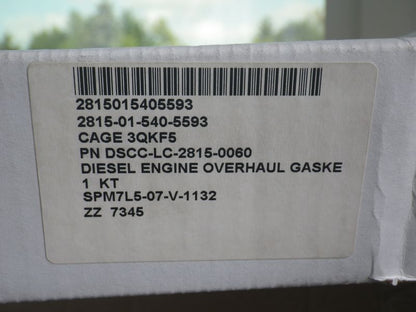 2815015405593
2815-01-540-5593
CAGE 3QKF5
PN DSCC-LC-2815-0060
DIESEL ENGINE OVERHAUL GASKE
1 KT
SPM7L5-07-V-1132
ZZ 7345